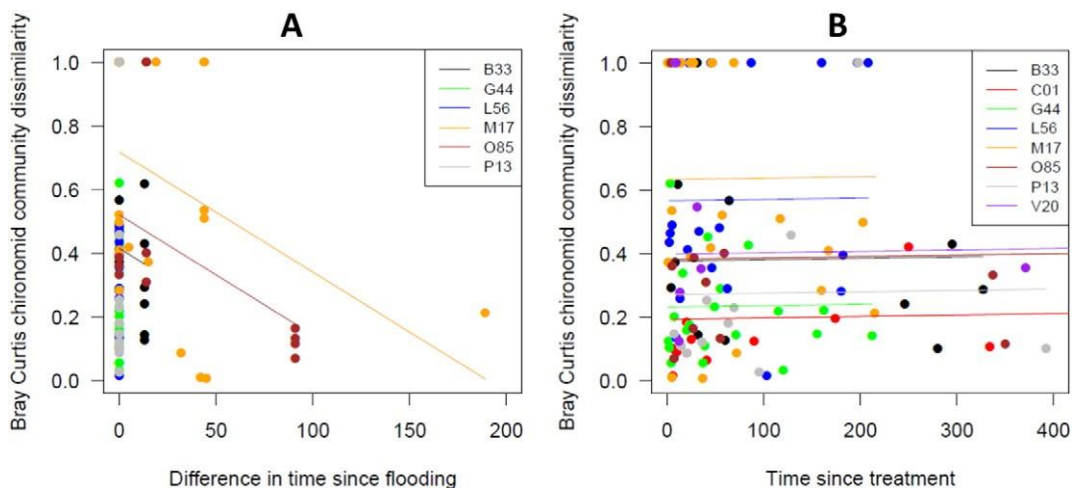 A
Bray Curtis chironomid community dissimilarity
1.0
0.8
0.6
0.4
0.2
0.0
B33
G44
L56
M17
O85
P13
0 50 100 150 200
Difference in time since flooding
B
Bray Curtis chironomid community dissimilarity
1.0
0.8
0.6
0.4
0.2
0.0
B33
C01
G44
L56
M17
O85
P13
V20
0 100 200 300 400
Time since treatment